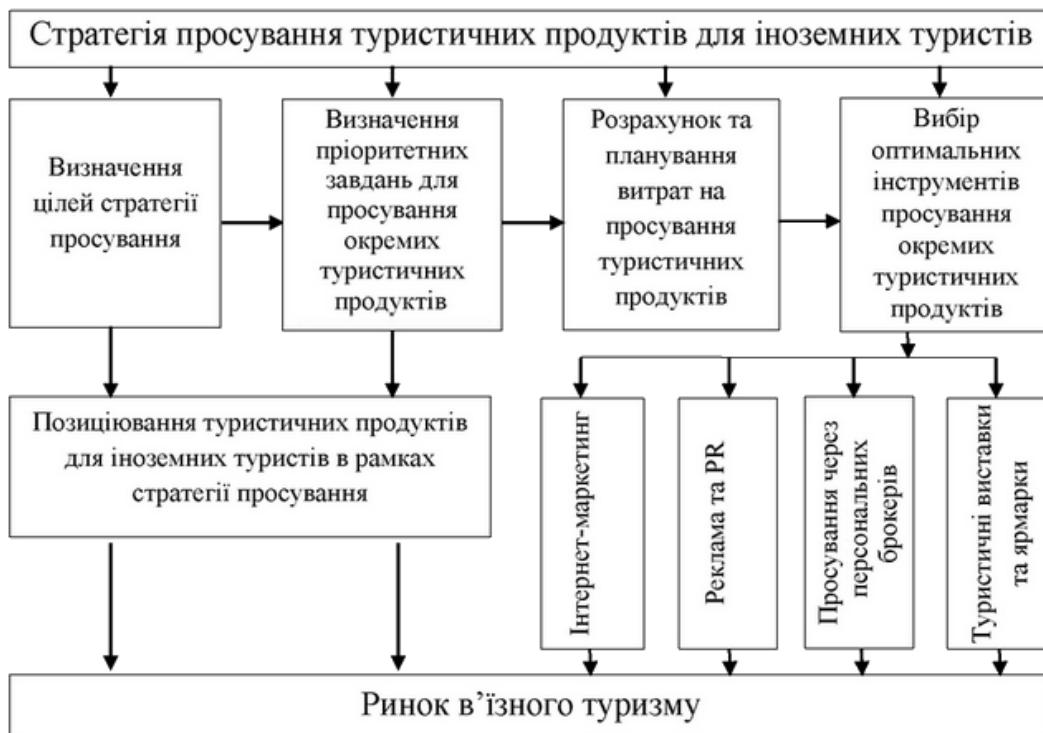 Стратегія просування туристичних продуктів для іноземних туристів
Визначення
цілей стратегії
просування
Визначення
пріоритетних
завдань для
просування
окремих
туристичних
продуктів
Розрахунок та
планування
витрат на
просування
туристичних
продуктів
Вибір
оптимальних
інструментів
просування
окремих
туристичних
продуктів
Позиціювання туристичних продуктів
для іноземних туристів в рамках
стратегії просування
Інтернет-маркетинг
Реклама та PR
Просування через
персональних
брокерів
Туристичні виставки
та ярмарки
Ринок в’їзного туризму